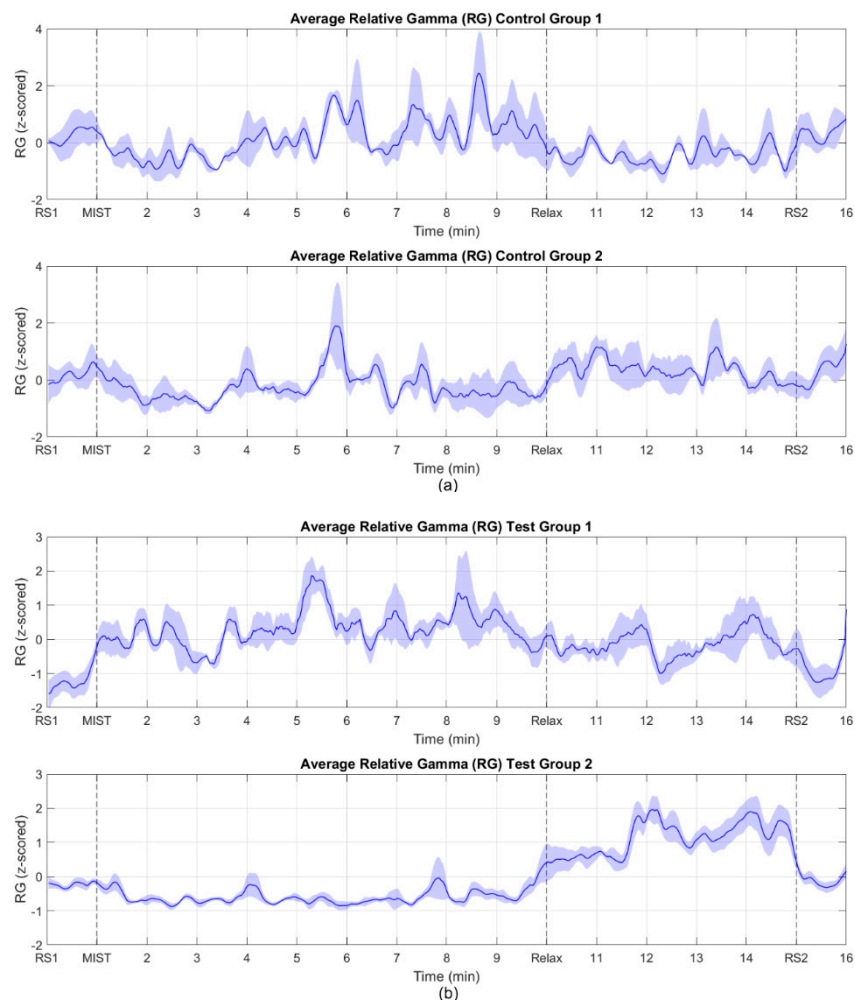 Average Relative Gamma (RG) Control Group 1
RG (z-scored)
4
2
0
-2
RS1 MIST 2 3 4 5 6 7 8 9 Relax 11 12 13 14 RS2 16
Time (min)
Average Relative Gamma (RG) Control Group 2
RG (z-scored)
4
2
0
-2
RS1 MIST 2 3 4 5 6 7 8 9 Relax 11 12 13 14 RS2 16
Time (min)
(a)
Average Relative Gamma (RG) Test Group 1
RG (z-scored)
3
2
1
0
-1
-2
RS1 MIST 2 3 4 5 6 7 8 9 Relax 11 12 13 14 RS2 16
Time (min)
Average Relative Gamma (RG) Test Group 2
RG (z-scored)
3
2
1
0
-1
-2
RS1 MIST 2 3 4 5 6 7 8 9 Relax 11 12 13 14 RS2 16
Time (min)
(b)